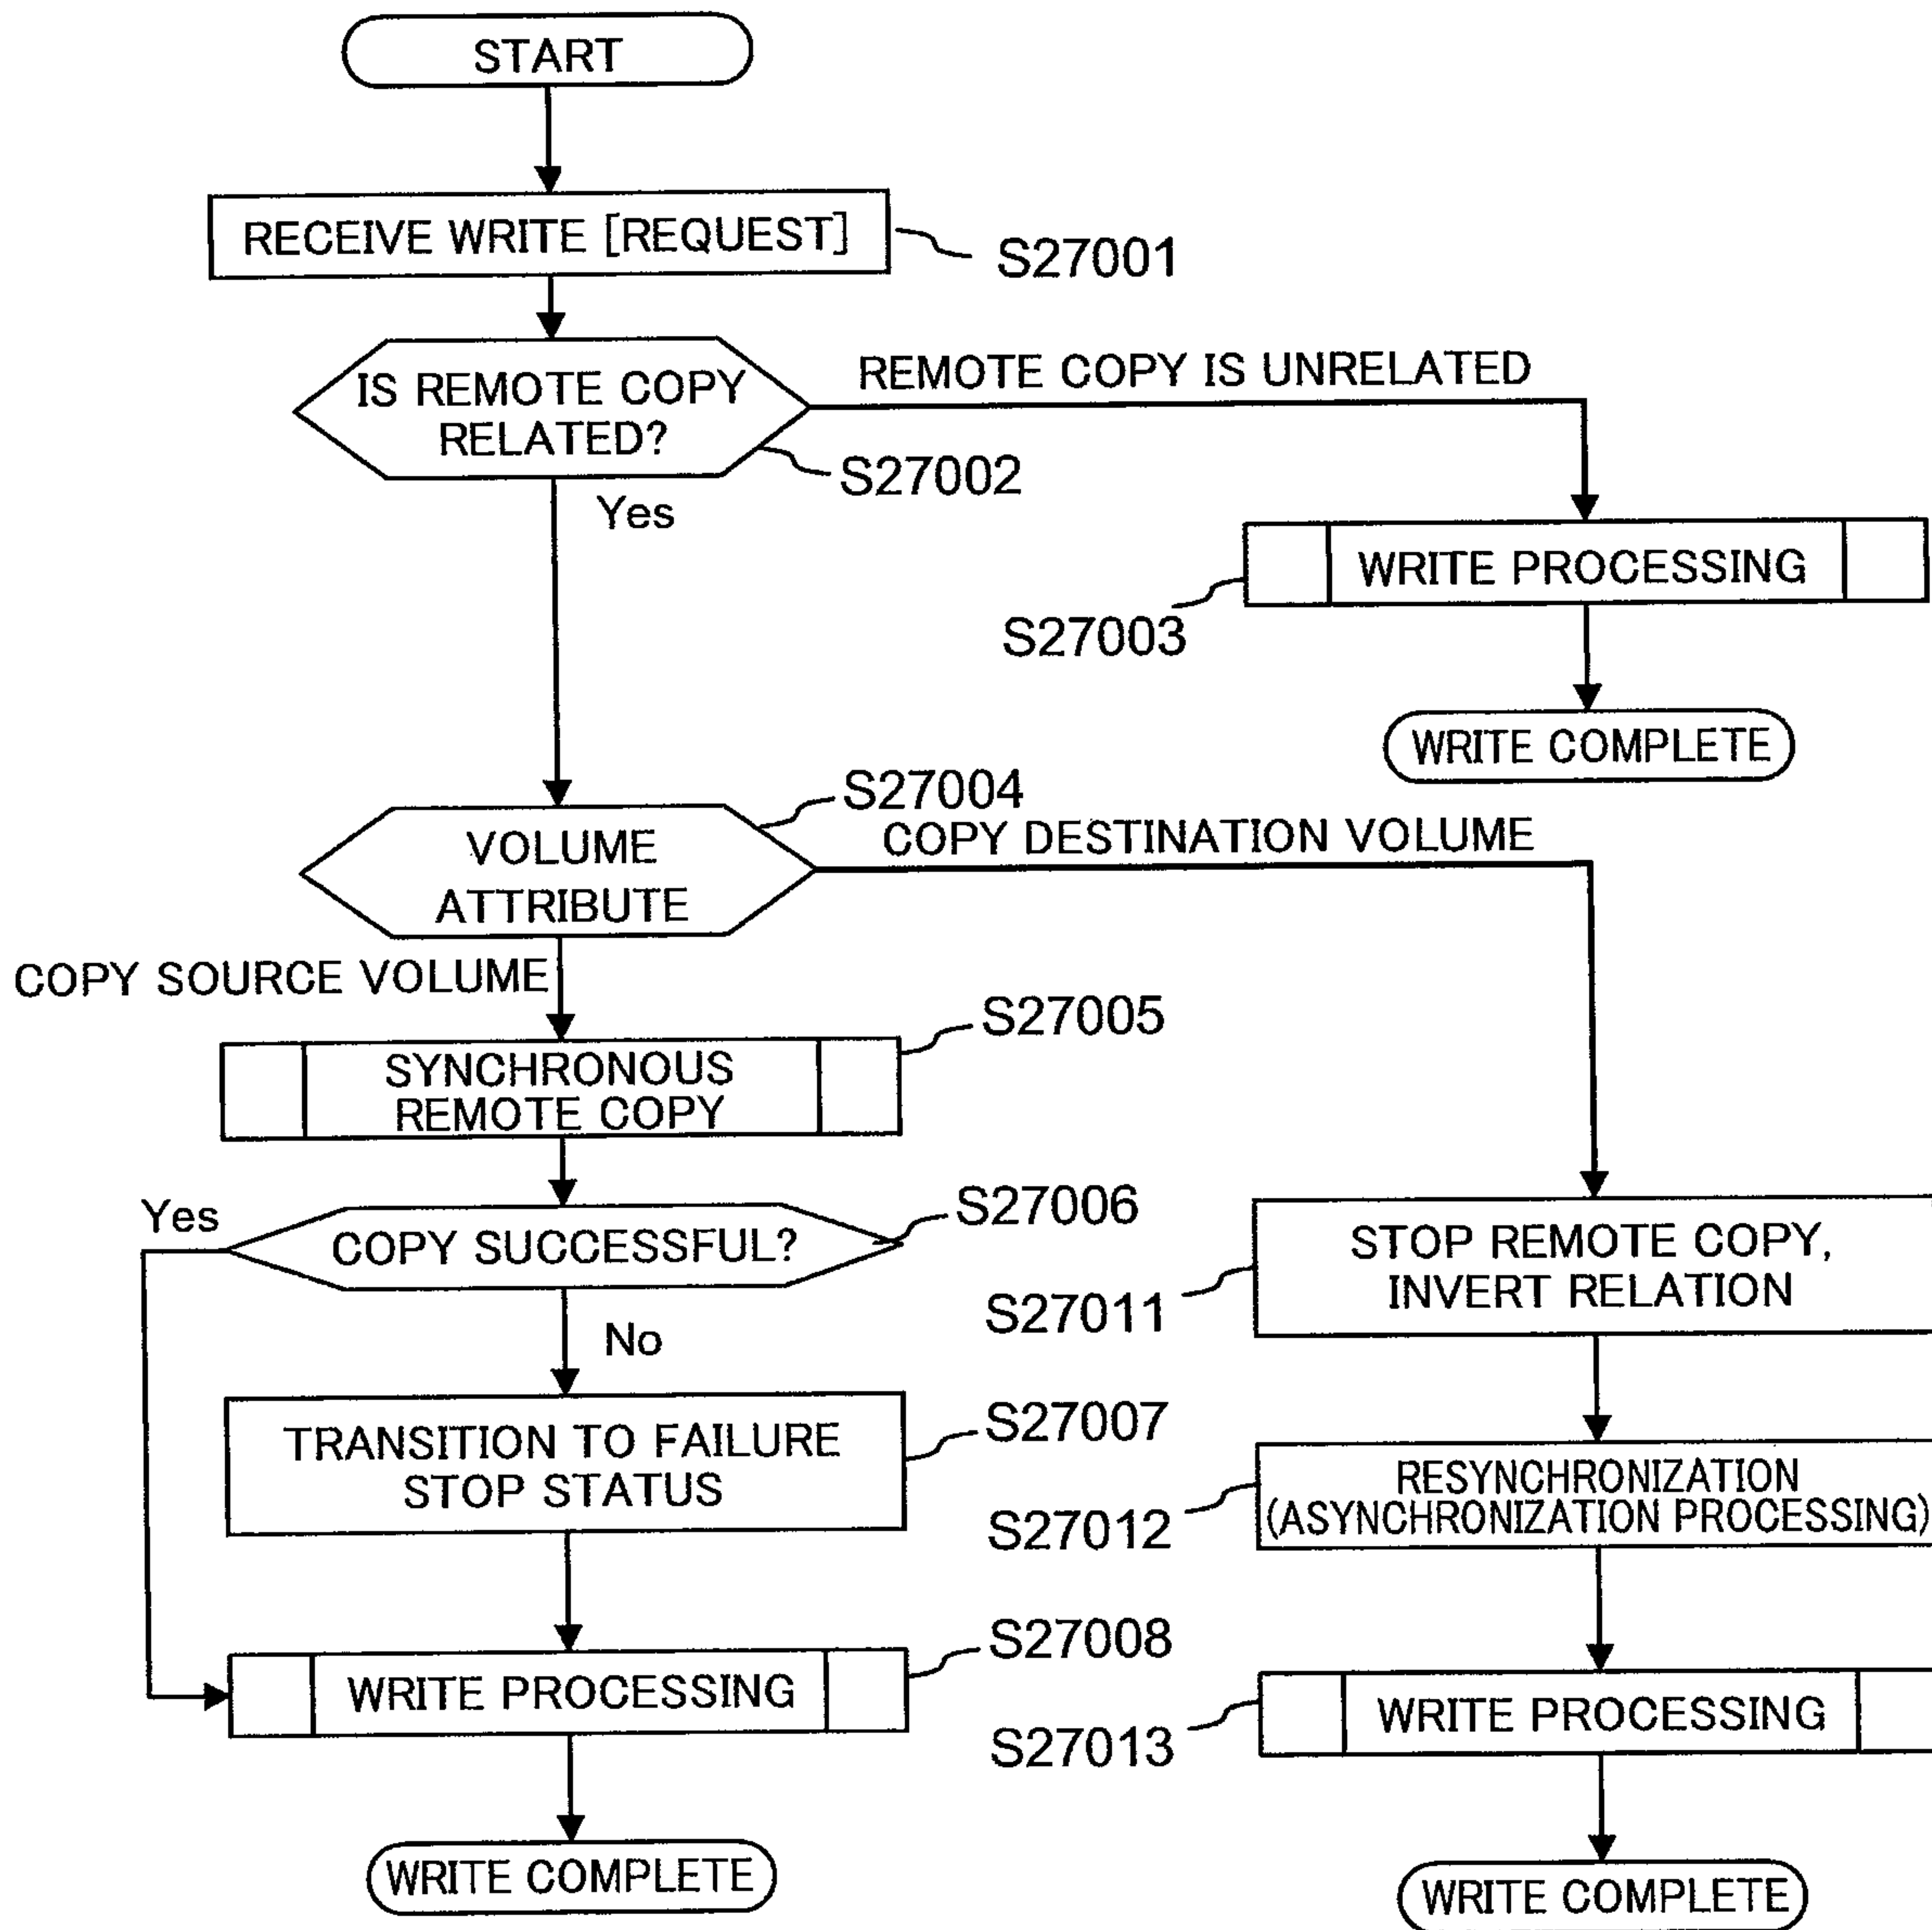 START
RECEIVE WRITE [REQUEST]
S27001
IS REMOTE COPY
RELATED?
REMOTE COPY IS UNRELATED
S27002
Yes
WRITE PROCESSING
S27003
WRITE COMPLETE
S27004
VOLUME
ATTRIBUTE
COPY DESTINATION VOLUME
COPY SOURCE VOLUME
S27005
SYNCHRONOUS
REMOTE COPY
Yes
COPY SUCCESSFUL?
S27006
No
STOP REMOTE COPY,
INVERT RELATION
S27011
TRANSITION TO FAILURE
STOP STATUS
S27007
RESYNCHRONIZATION
(ASYNCHRONIZATION PROCESSING)
S27012
WRITE PROCESSING
S27008
WRITE PROCESSING
S27013
WRITE COMPLETE
WRITE COMPLETE